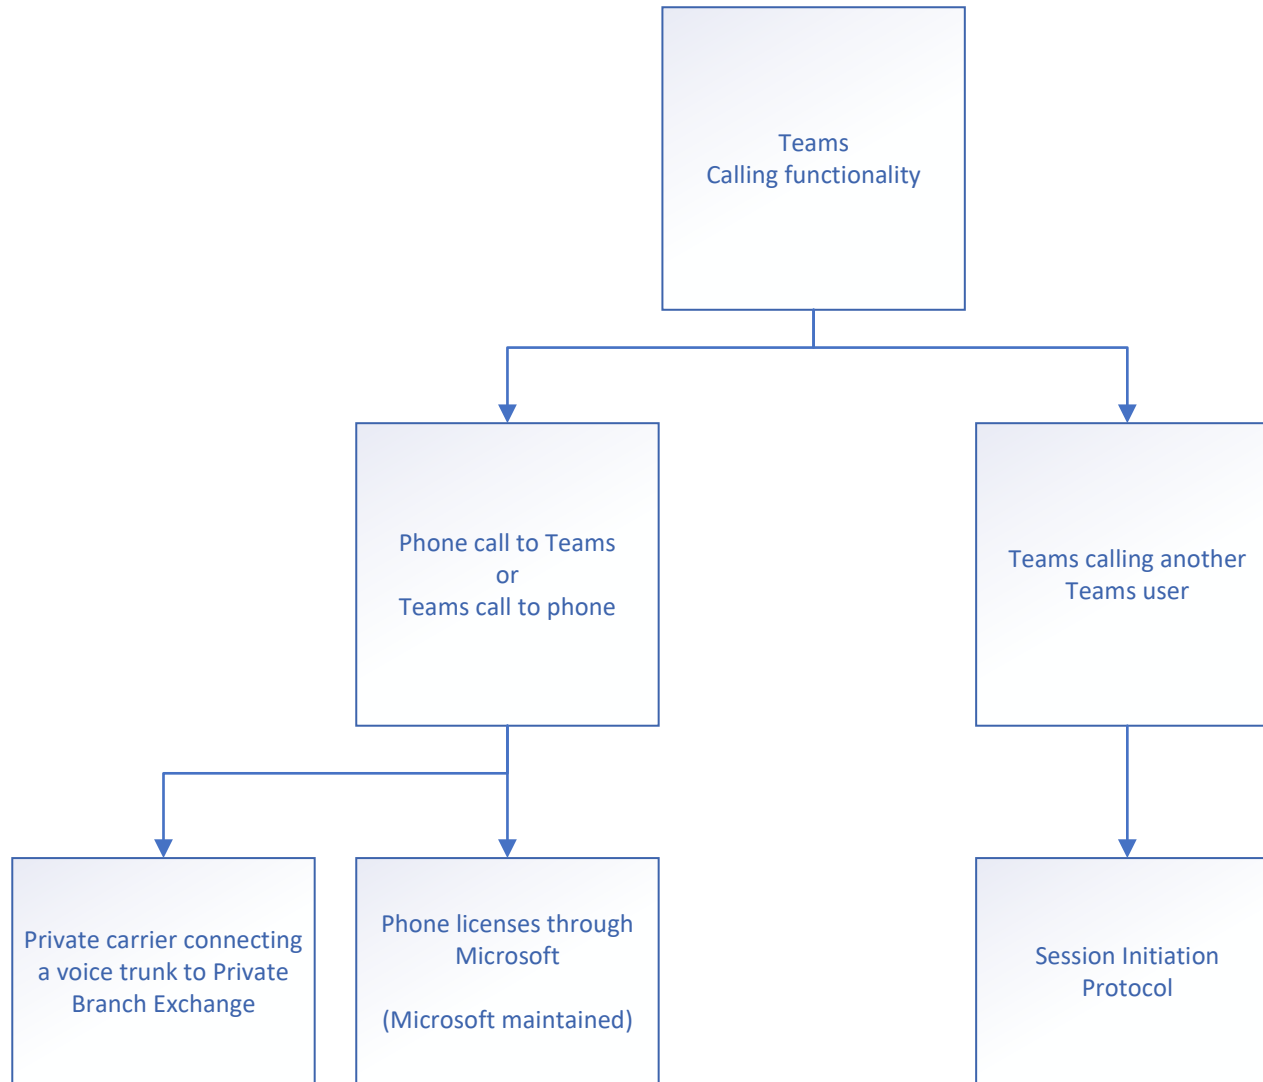 Teams
Calling functionality
Phone call to Teams
or
Teams call to phone
Teams calling another
Teams user
Private carrier connecting
a voice trunk to Private
Branch Exchange
Phone licenses through
Microsoft
(Microsoft maintained)
Session Initiation
Protocol